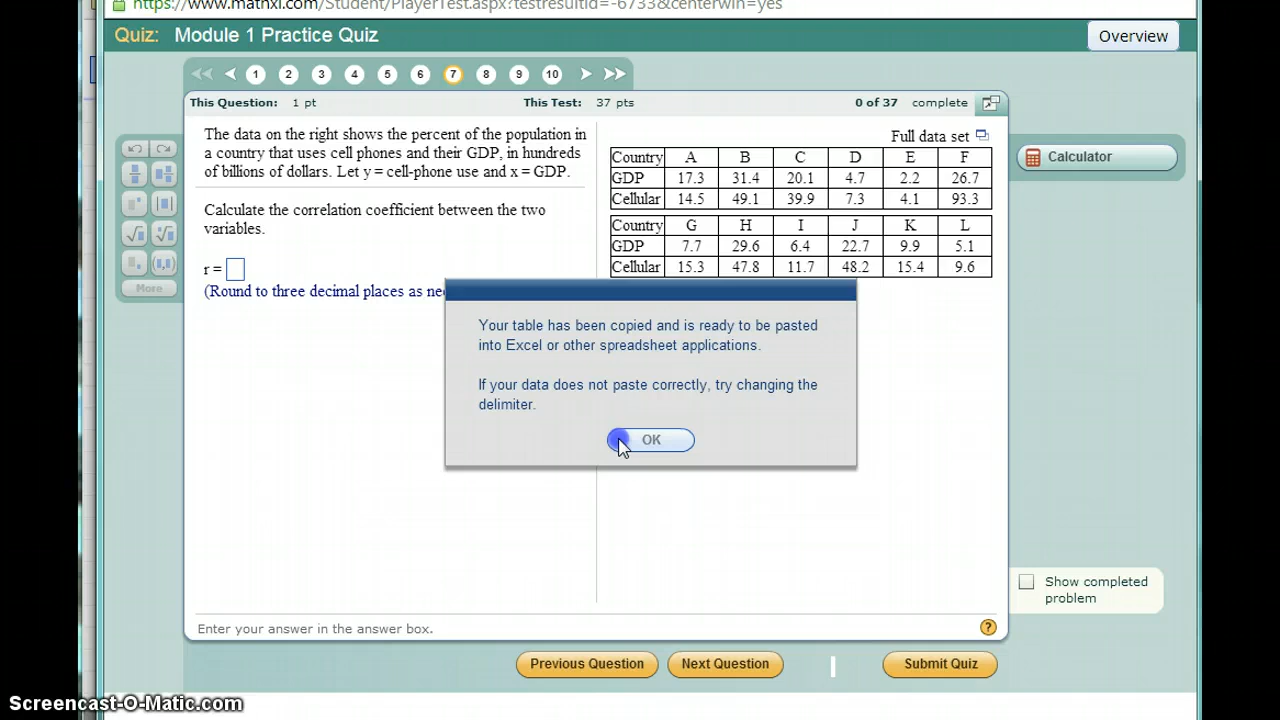 https://www.mathxl.com/Student/PlayerTest.aspx?testresultid=-6733&centerwin=yes
Quiz: Module 1 Practice Quiz
Overview
1 2 3 4 5 6 7 8 9 10
This Question: 1 pt
This Test: 37 pts
0 of 37 complete
The data on the right shows the percent of the population in
a country that uses cell phones and their GDP, in hundreds
of billions of dollars. Let y = cell-phone use and x = GDP.
Calculate the correlation coefficient between the two
variables.
r =
(Round to three decimal places as
Full data set
Country A B C D E F
GDP 17.3 31.4 20.1 4.7 2.2 26.7
Cellular 14.5 49.1 39.9 7.3 4.1 93.3
Country G H I J K L
GDP 7.7 29.6 6.4 22.7 9.9 5.1
Cellular 15.3 47.8 11.7 48.2 15.4 9.6
Calculator
More
Your table has been copied and is ready to be pasted
into Excel or other spreadsheet applications.
If your data does not paste correctly, try changing the
delimiter.
OK
Show completed
problem
Enter your answer in the answer box.
?
Previous Question
Next Question
Submit Quiz
Screencast-O-Matic.com